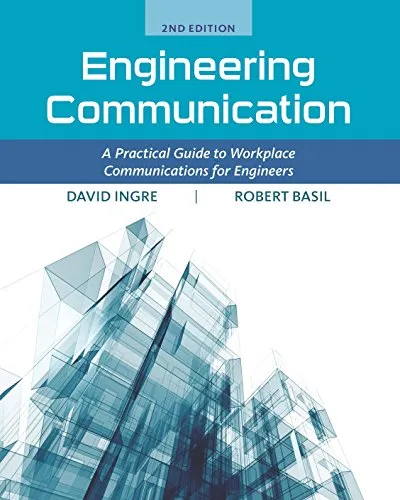 2ND EDITION
Engineering
Communication
A Practical Guide to Workplace
Communications for Engineers
DAVID INGRE | ROBERT BASIL